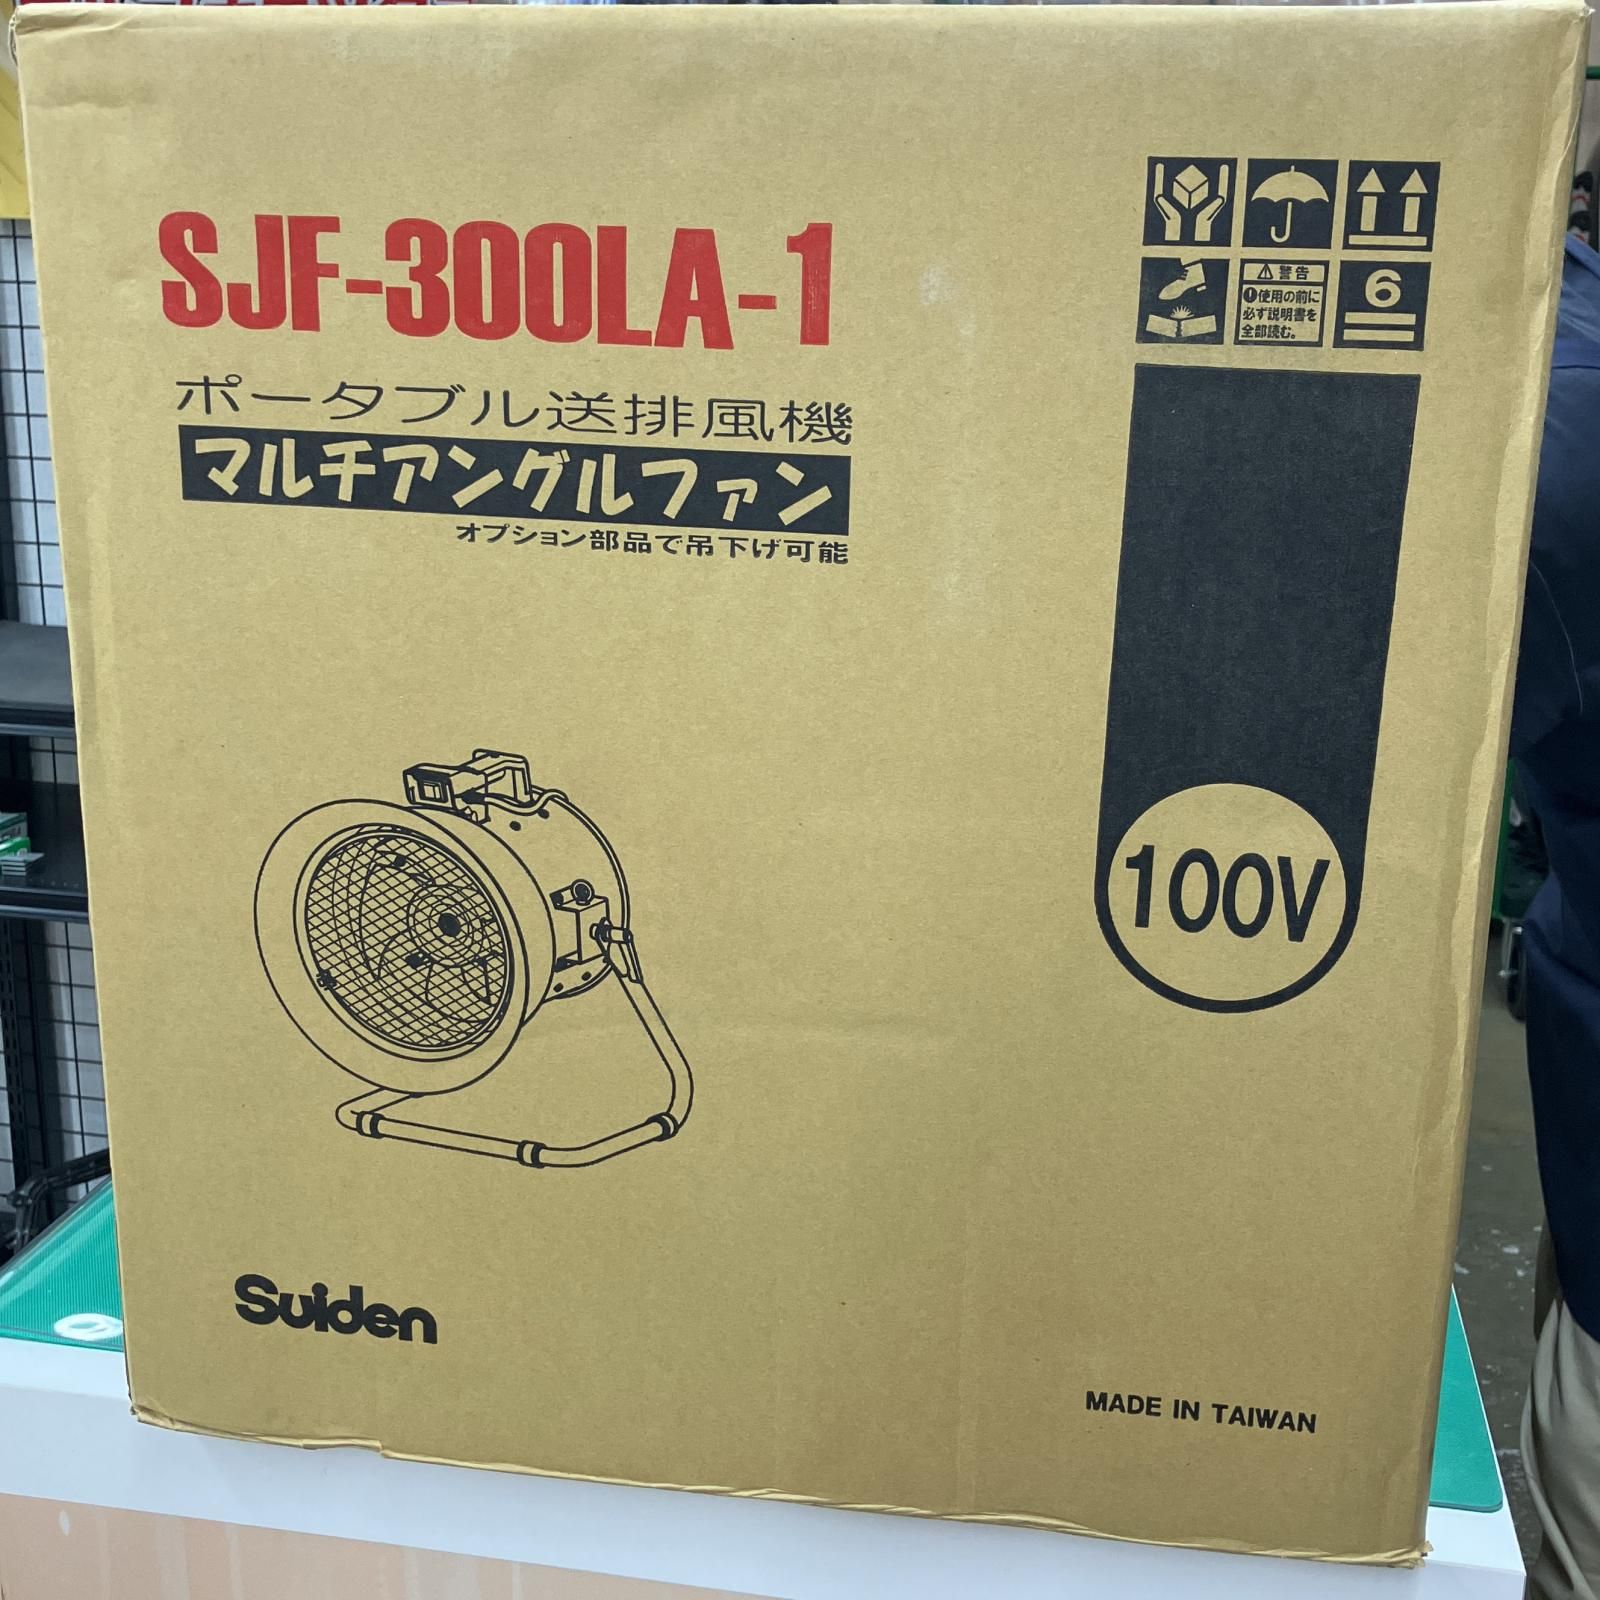 SJF-300LA-1
ポータブル送排風機
マルチアングルファン
オプション部品で吊下げ可能
警告
使用の前に
必ず説明書を
全部読む。
6
100V
Suiden
MADE IN TAIWAN